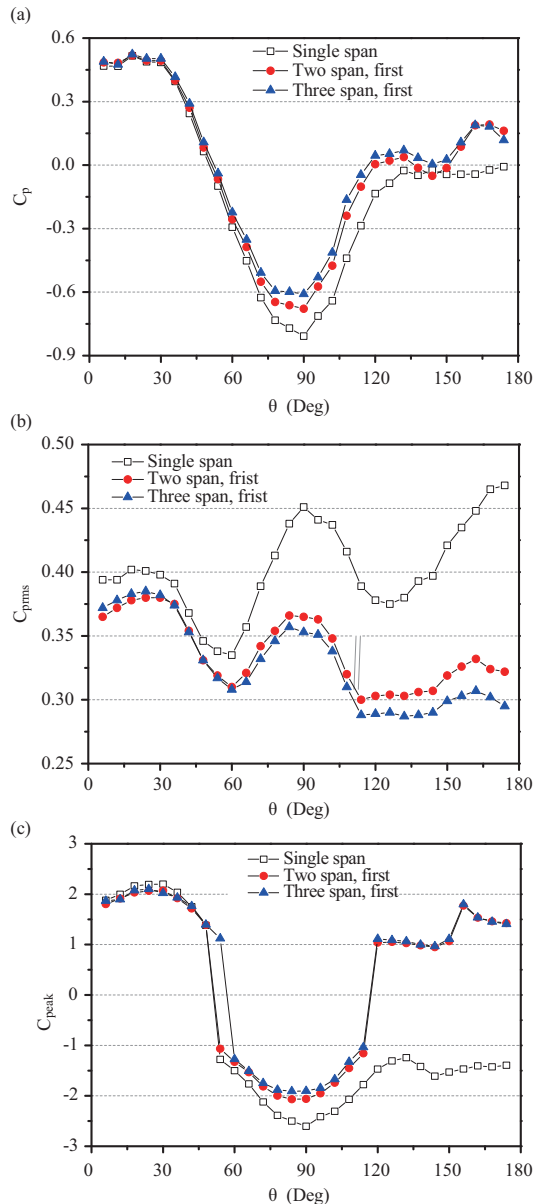 (a)
0.6
0.3
0.0
-0.3
-0.6
-0.9
Cp
Single span
Two span, first
Three span, first
0 30 60 90 120 150 180
θ (Deg)
(b)
0.50
0.45
0.40
0.35
0.30
0.25
Cprms
Single span
Two span, frist
Three span, frist
0 30 60 90 120 150 180
θ (Deg)
(c)
3
2
1
0
-1
-2
-3
Cpeak
Single span
Two span, first
Three span, first
0 30 60 90 120 150 180
θ (Deg)